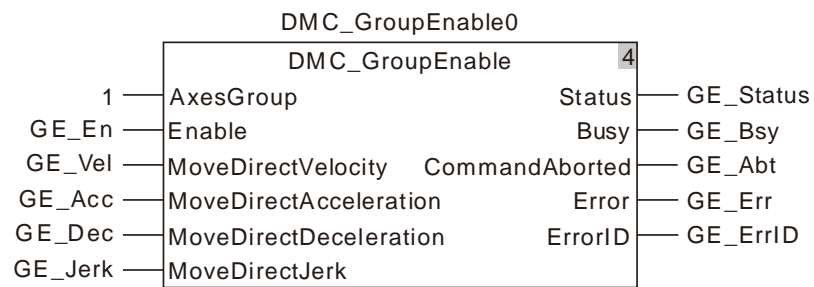 DMC_GroupEnable0
DMC_GroupEnable 4
1 AxesGroup Status GE_Status
GE_En Enable Busy GE_Bsy
GE_Vel MoveDirectVelocity CommandAborted GE_Abt
GE_Acc MoveDirectAcceleration Error GE_Err
GE_Dec MoveDirectDeceleration ErrorID GE_ErrID
GE_Jerk MoveDirectJerk